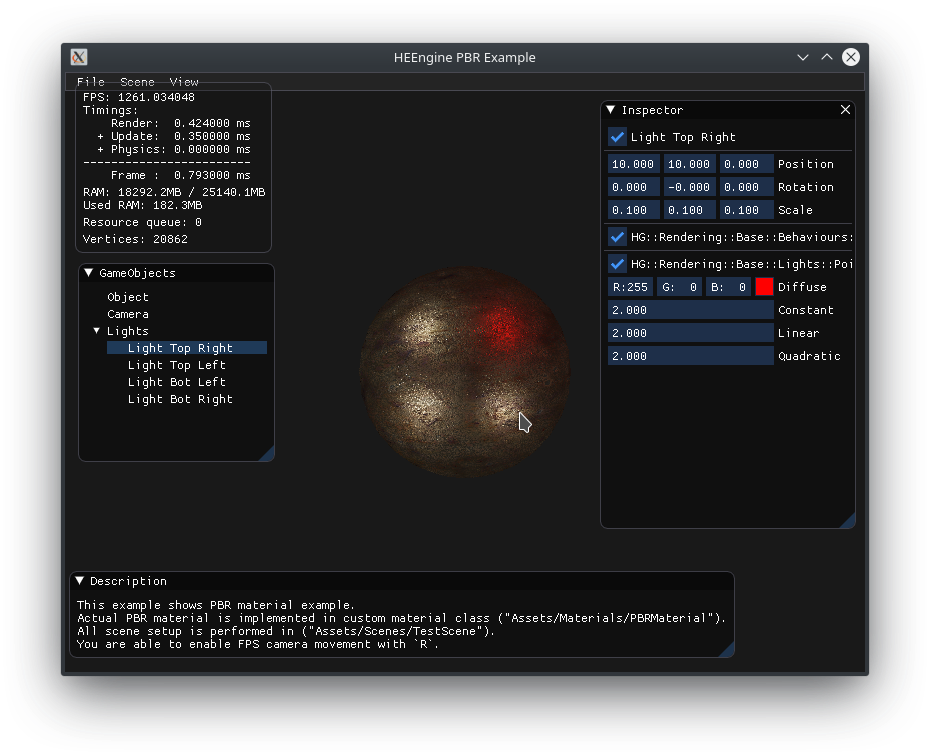 HEEngine PBR Example
File Scene View
FPS: 1261.034048
Timings:
Render: 0.424000 ms
+ Update: 0.350000 ms
+ Physics: 0.000000 ms
------------------------
Frame : 0.793000 ms
RAM: 18292.2MB / 25140.1MB
Used RAM: 182.3MB
Resource queue: 0
Vertices: 20862
GameObjects
Object
Camera
Lights
Light Top Right
Light Top Left
Light Bot Left
Light Bot Right
Inspector
Light Top Right
10.000 10.000 0.000 Position
0.000 -0.000 0.000 Rotation
0.100 0.100 0.100 Scale
HG::Rendering::Base::Behaviours:
HG::Rendering::Base::Lights::Poi
R:255 G: 0 B: 0 Diffuse
2.000 Constant
2.000 Linear
2.000 Quadratic
Description
This example shows PBR material example.
Actual PBR material is implemented in custom material class ("Assets/Materials/PBRMaterial").
All scene setup is performed in ("Assets/Scenes/TestScene").
You are able to enable FPS camera movement with `R`.